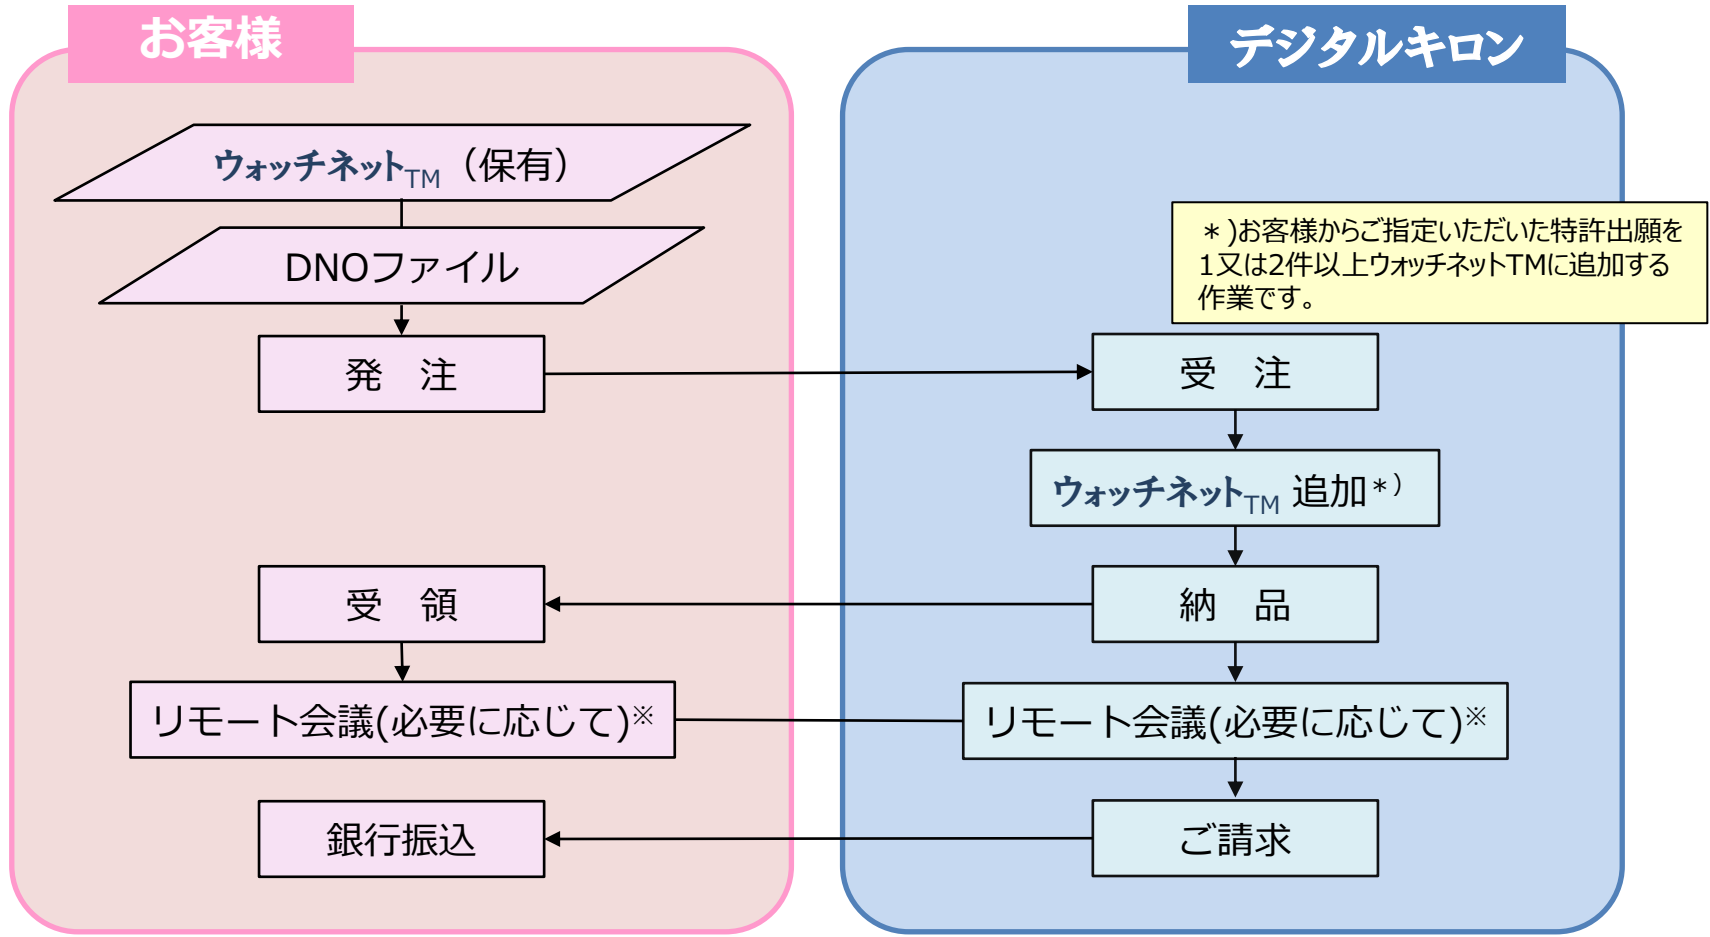 お客様
デジタルキロン
ウォッチネットTM（保有）
DNOファイル
＊)お客様からご指定いただいた特許出願を
1又は2件以上ウォッチネットTMに追加する
作業です。
発　注
受　注
ウォッチネットTM 追加＊)
受　領
納　品
リモート会議(必要に応じて)※
リモート会議(必要に応じて)※
銀行振込
ご請求